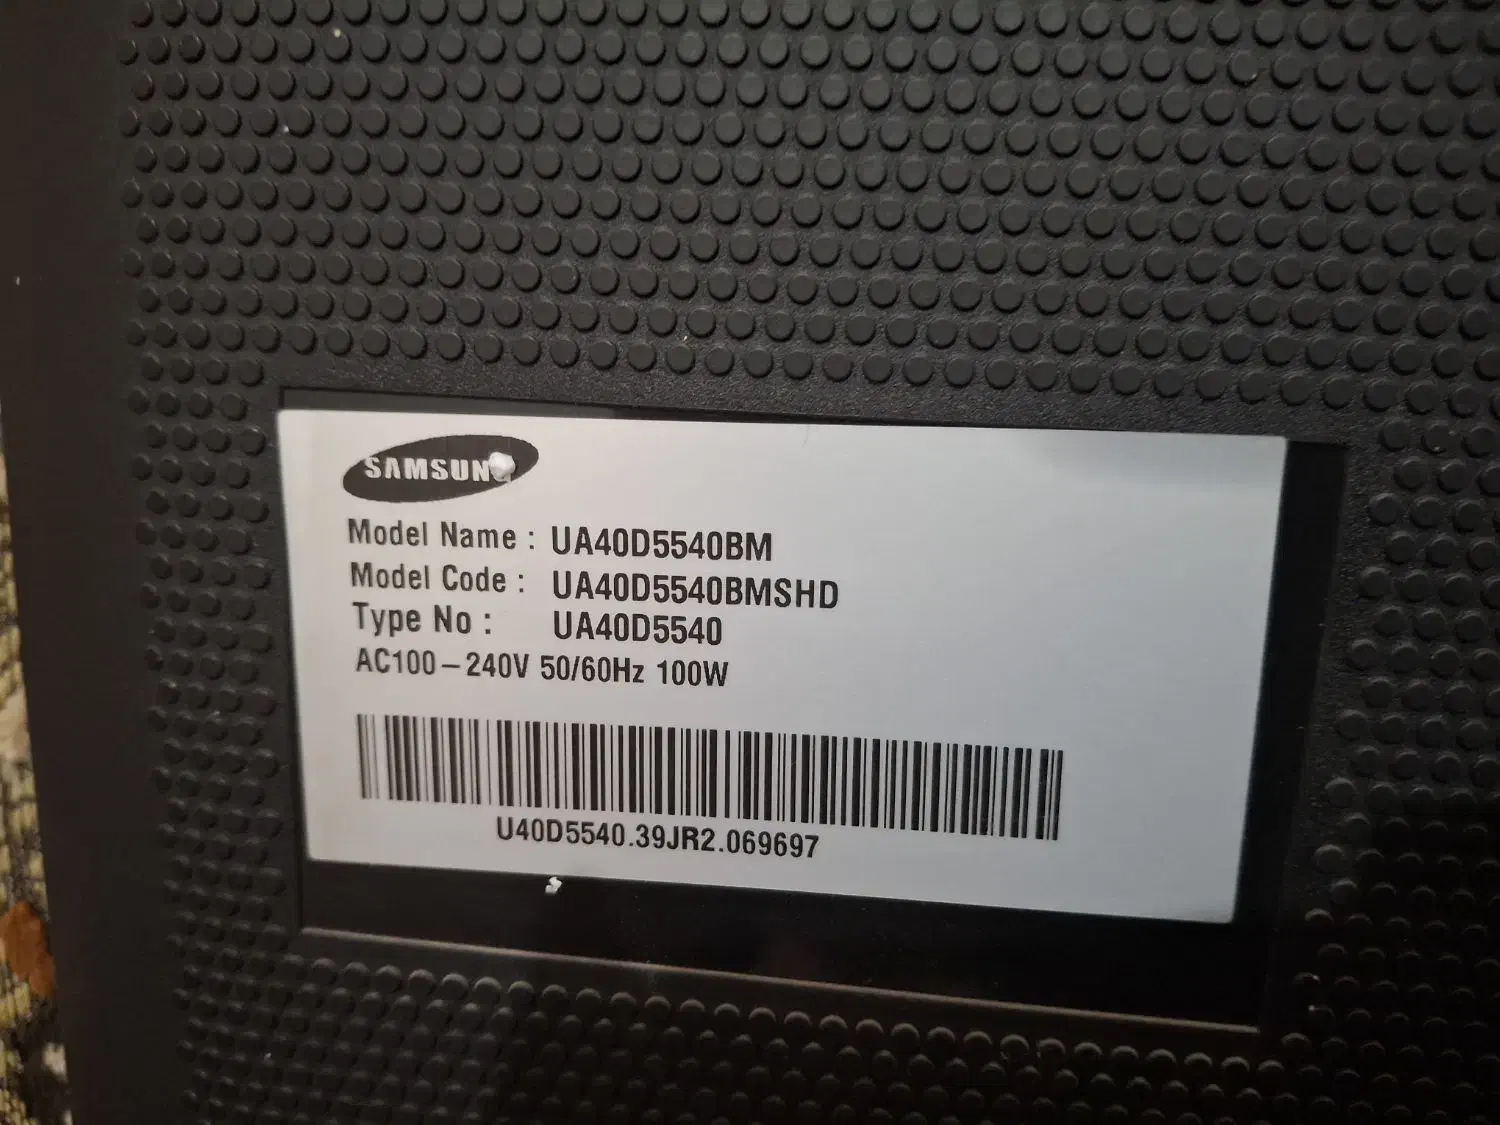 SAMSUNG
Model Name : UA40D5540BM
Model Code : UA40D5540BMSHD
Type No : UA40D5540
AC100-240V 50/60Hz 100W
U40D5540.39JR2.069697